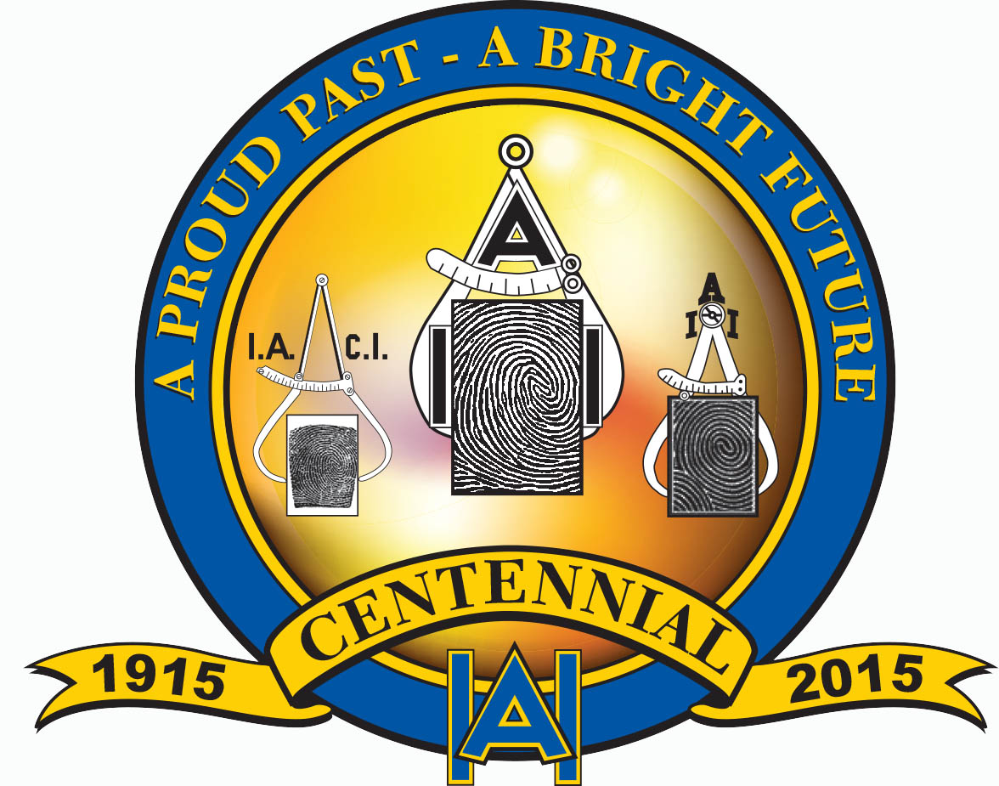 A PROUD PAST - A BRIGHT FUTURE
I.A. C.I.
A
I I
A
I I
CENTENNIAL
1915
2015
IAI